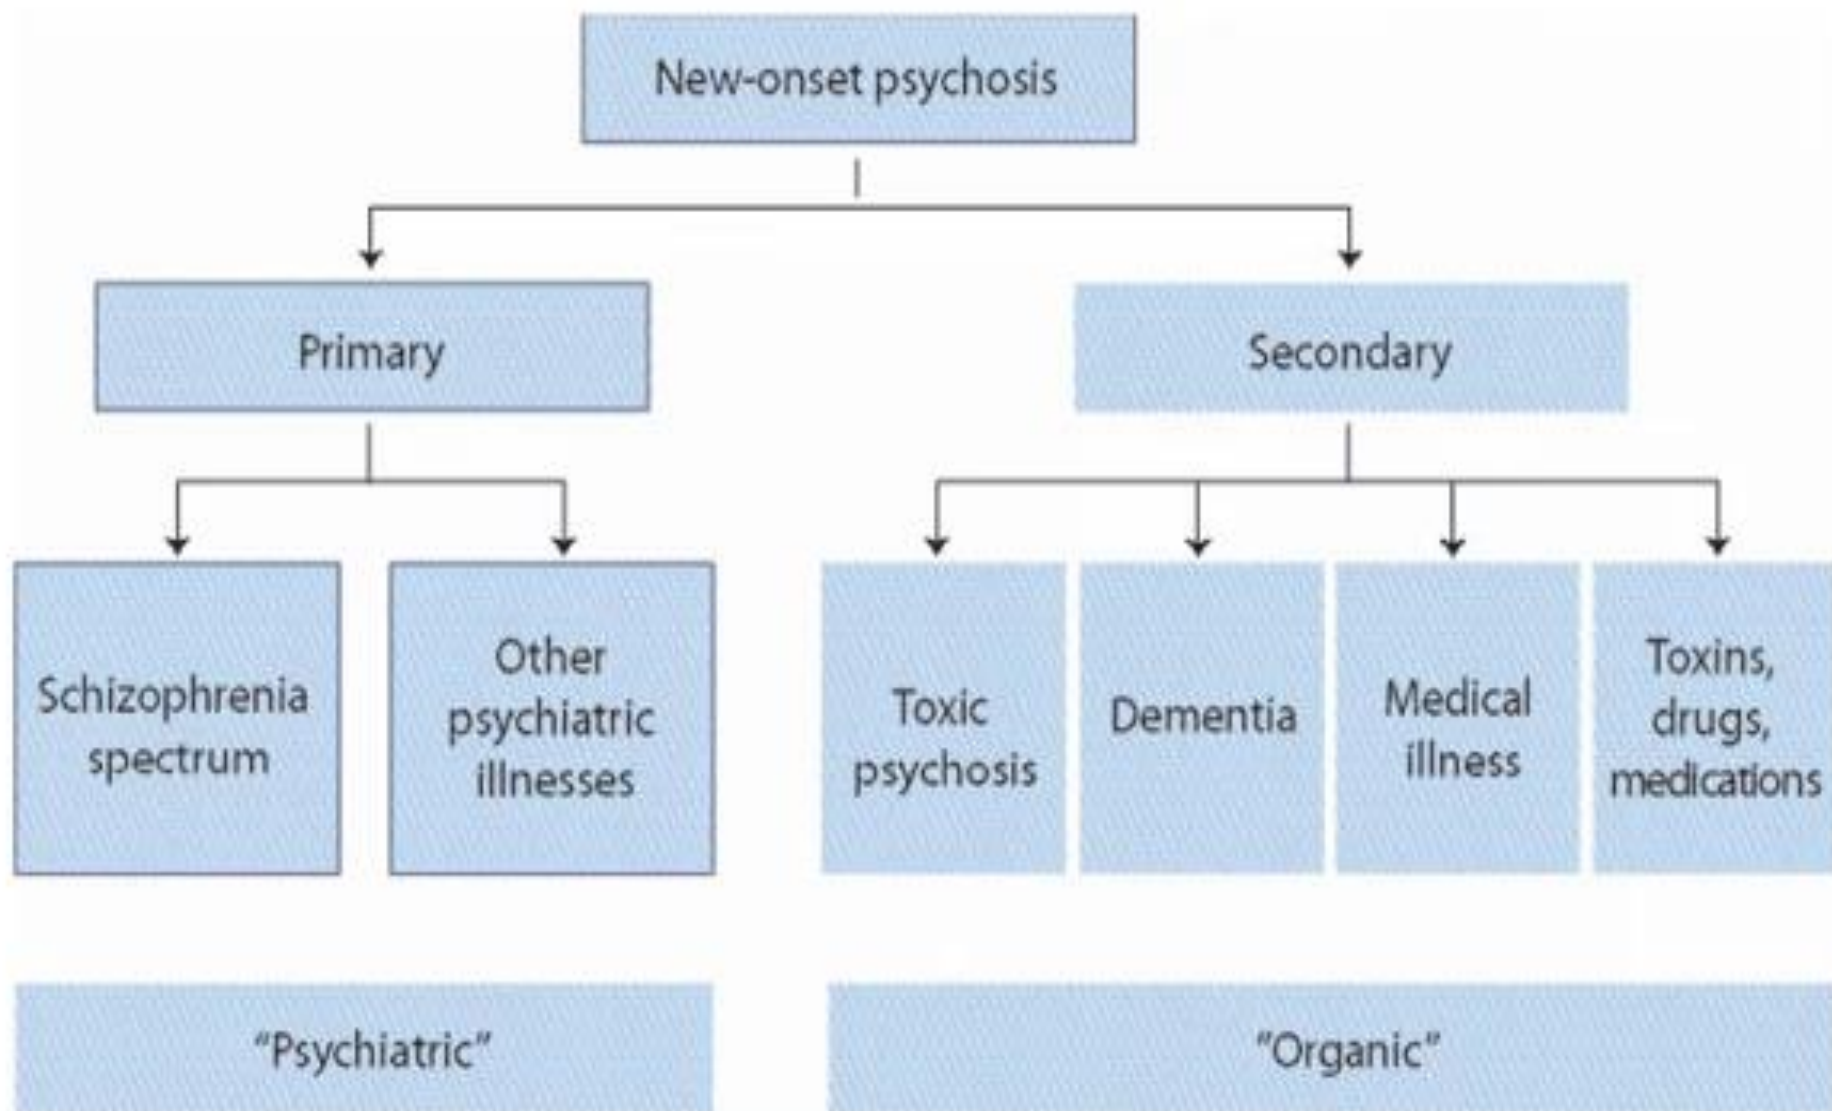 New-onset psychosis
Primary
Secondary
Schizophrenia
spectrum
Other
psychiatric
illnesses
Toxic
psychosis
Dementia
Medical
illness
Toxins,
drugs,
medications
“Psychiatric”
“Organic”